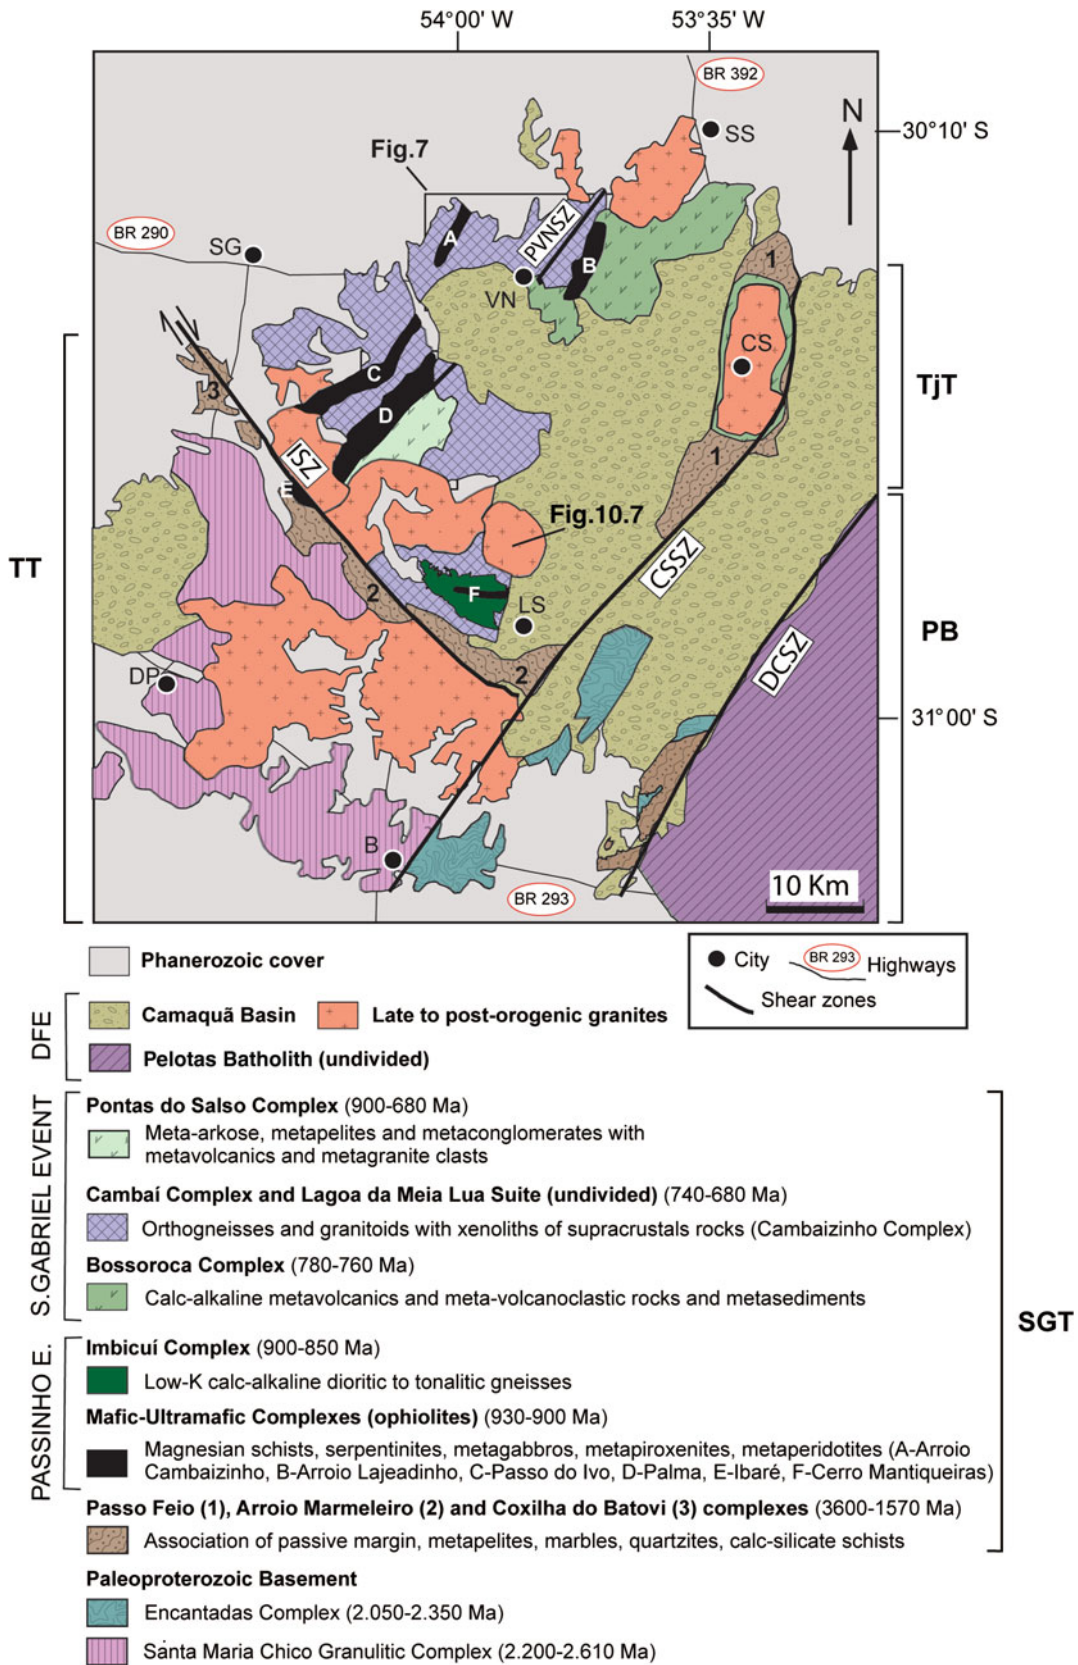 54°00' W
53°35' W
BR 392
N
30°10' S
SS
Fig.7
BR 290
SG
A
PVNSZ
B
1
VN
CS
TjT
C
3
D
ISZ
1
E
Fig.10.7
TT
CSSZ
2
F
LS
PB
DCSZ
2
DP
31°00' S
B
10 Km
BR 293
Phanerozoic cover
City
BR 293
Highways
Shear zones
DFE
Camaquã Basin
Late to post-orogenic granites
Pelotas Batholith (undivided)
S.GABRIEL EVENT
Pontas do Salso Complex (900-680 Ma)
Meta-arkose, metapelites and metaconglomerates with
metavolcanics and metagranite clasts
Cambaí Complex and Lagoa da Meia Lua Suite (undivided) (740-680 Ma)
Orthogneisses and granitoids with xenoliths of supracrustals rocks (Cambaizinho Complex)
Bossoroca Complex (780-760 Ma)
Calc-alkaline metavolcanics and meta-volcanoclastic rocks and metasediments
SGT
PASSINHO E.
Imbicuí Complex (900-850 Ma)
Low-K calc-alkaline dioritic to tonalitic gneisses
Mafic-Ultramafic Complexes (ophiolites) (930-900 Ma)
Magnesian schists, serpentinites, metagabbros, metapiroxenites, metaperidotites (A-Arroio
Cambaizinho, B-Arroio Lajeadinho, C-Passo do Ivo, D-Palma, E-Ibaré, F-Cerro Mantiqueiras)
Passo Feio (1), Arroio Marmeleiro (2) and Coxilha do Batovi (3) complexes (3600-1570 Ma)
Association of passive margin, metapelites, marbles, quartzites, calc-silicate schists
Paleoproterozoic Basement
Encantadas Complex (2.050-2.350 Ma)
Santa Maria Chico Granulitic Complex (2.200-2.610 Ma)